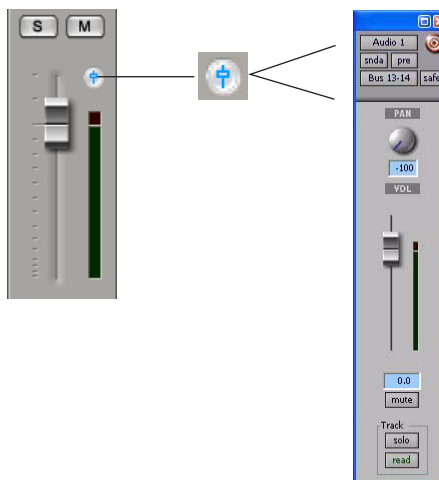 S M
Audio 1
snda pre
Bus 13-14 safe
PAN
-100
VOL
0.0
mute
Track
solo
read